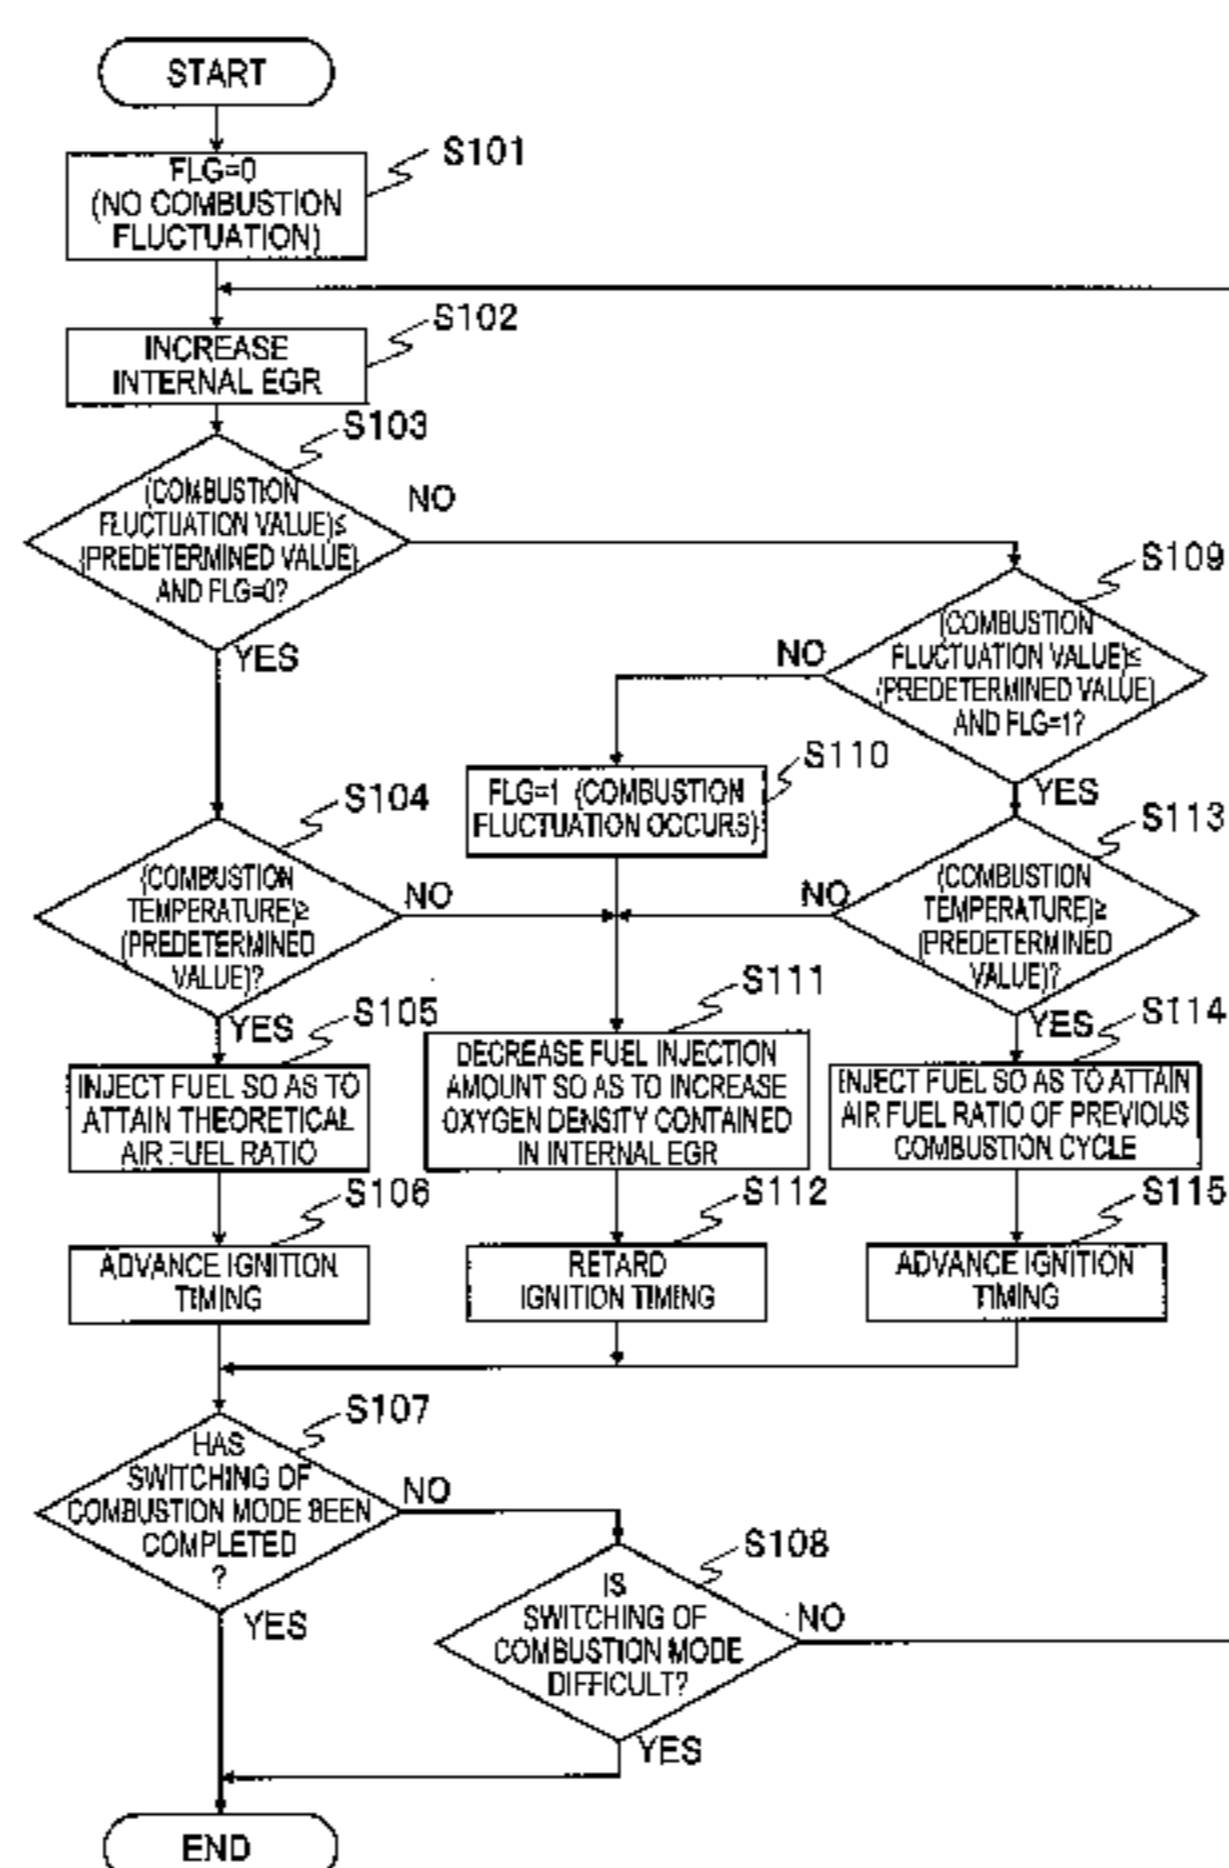 START
S101
FLG=0
(NO COMBUSTION
FLUCTUATION)
S102
INCREASE
INTERNAL EGR
S103
(COMBUSTION
FLUCTUATION VALUE)≤
(PREDETERMINED VALUE)
AND FLG=0?
NO
YES
S109
(COMBUSTION
FLUCTUATION VALUE)≤
(PREDETERMINED VALUE)
AND FLG=1?
NO
YES
S110
FLG=1 (COMBUSTION
FLUCTUATION OCCURS)
S104
(COMBUSTION
TEMPERATURE)≥
(PREDETERMINED
VALUE)?
NO
YES
S113
(COMBUSTION
TEMPERATURE)≥
(PREDETERMINED
VALUE)?
NO
YES
S105
INJECT FUEL SO AS TO
ATTAIN THEORETICAL
AIR FUEL RATIO
S111
DECREASE FUEL INJECTION
AMOUNT SO AS TO INCREASE
OXYGEN DENSITY CONTAINED
IN INTERNAL EGR
S114
INJECT FUEL SO AS TO ATTAIN
AIR FUEL RATIO OF PREVIOUS
COMBUSTION CYCLE
S106
ADVANCE IGNITION
TIMING
S112
RETARD
IGNITION TIMING
S115
ADVANCE IGNITION
TIMING
S107
HAS
SWITCHING OF
COMBUSTION MODE BEEN
COMPLETED
?
NO
YES
S108
IS
SWITCHING OF
COMBUSTION MODE
DIFFICULT?
NO
YES
END